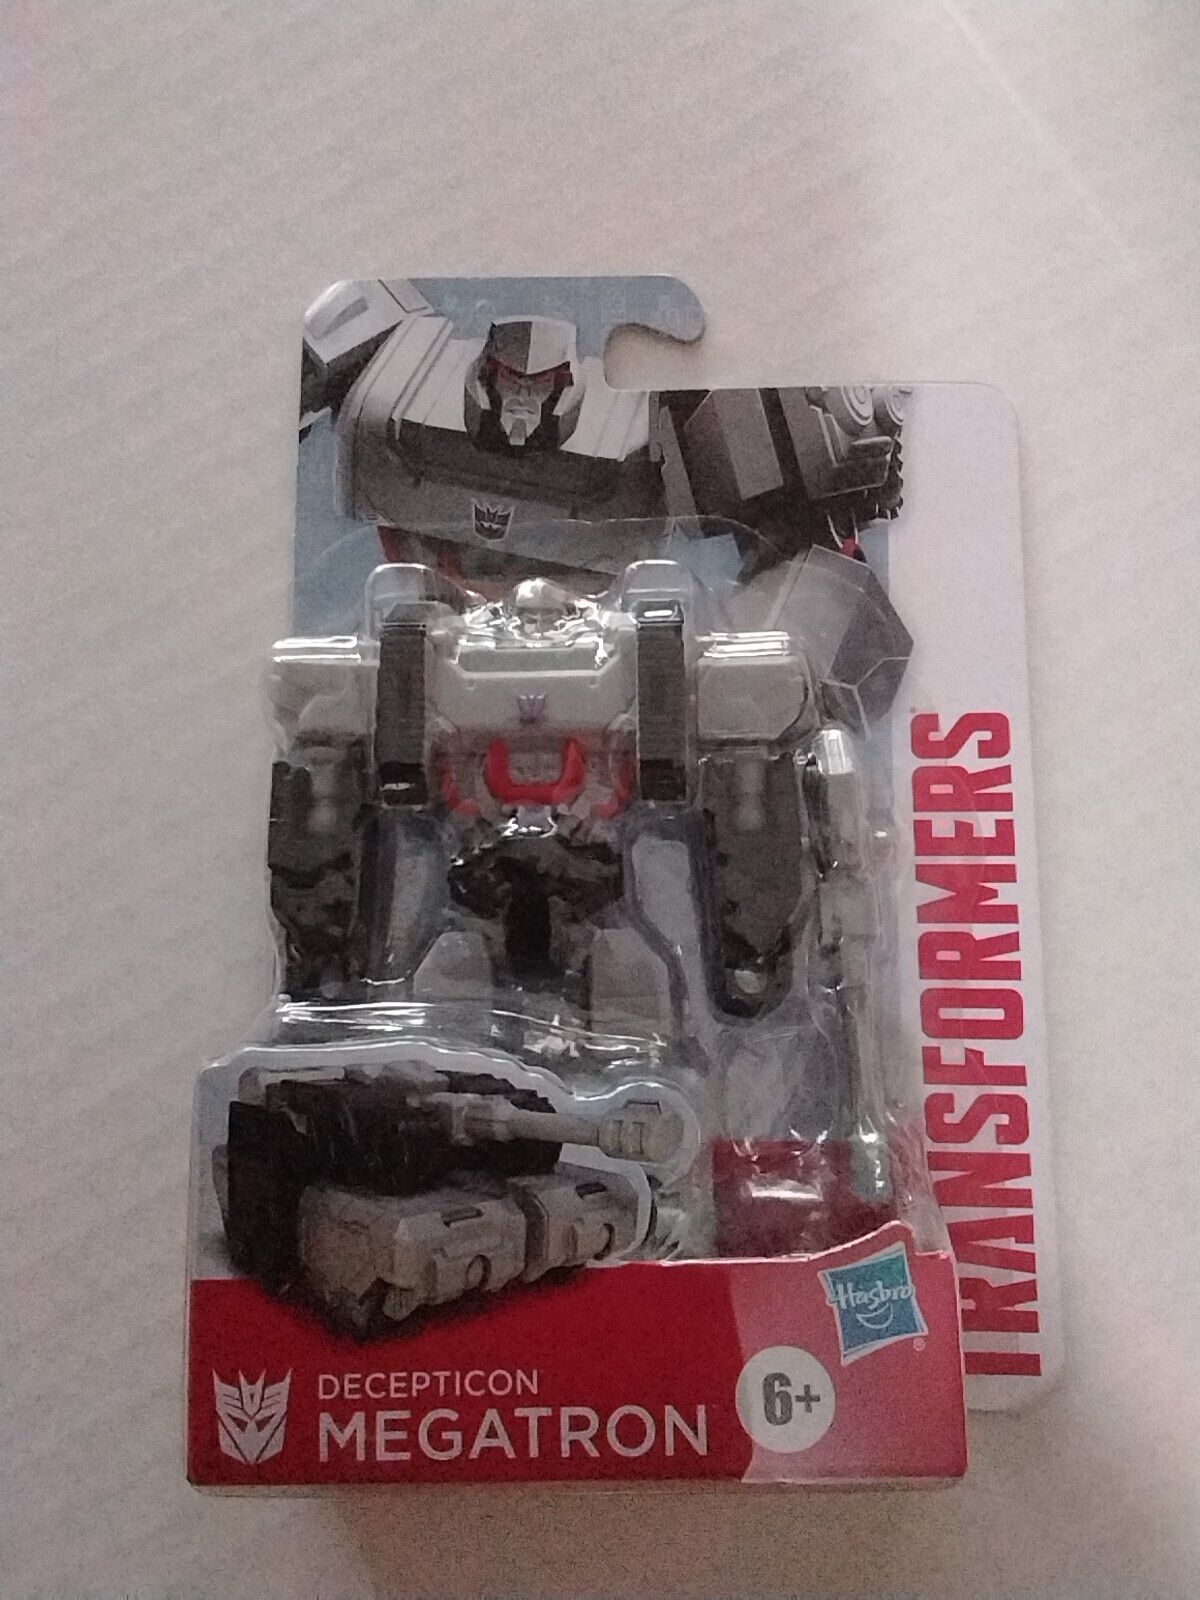 TRANSFORMERS
Hasbro
®
DECEPTICON
MEGATRON
6+